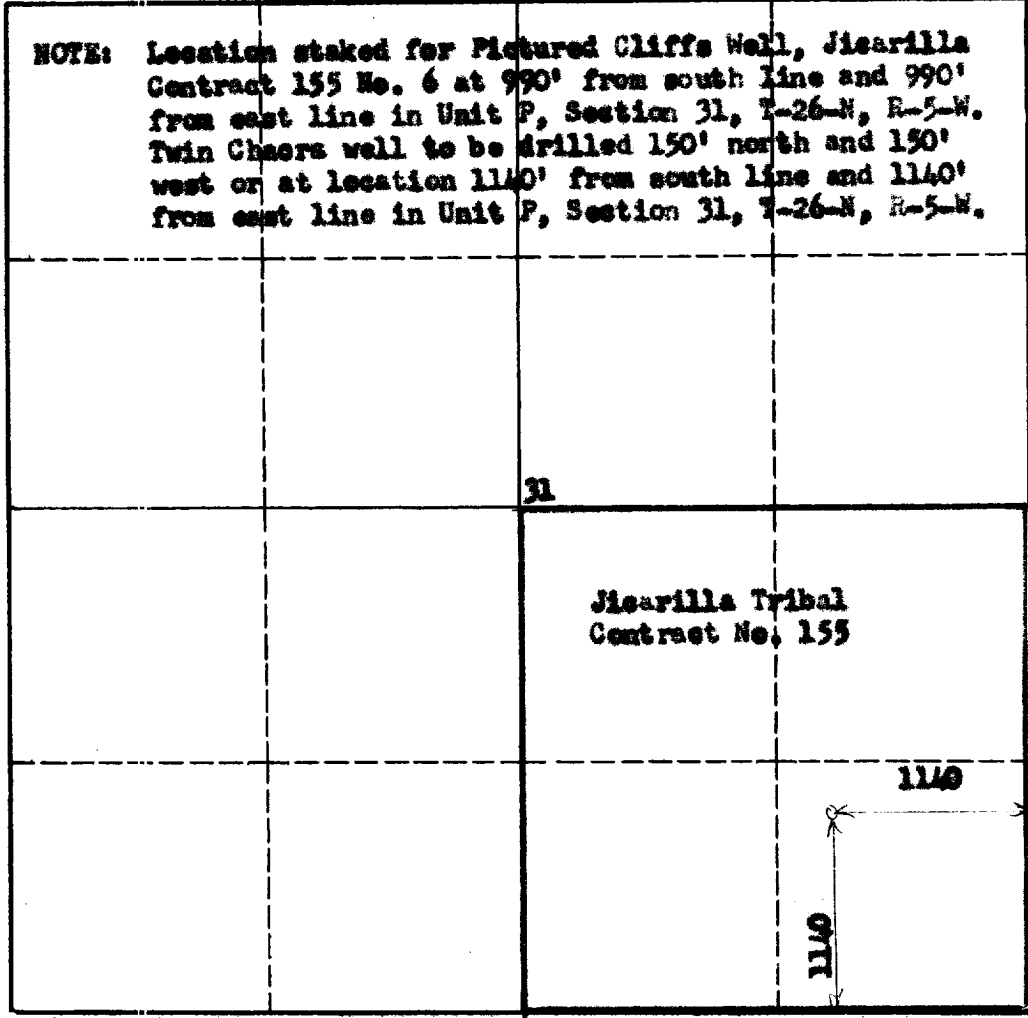 NOTE: Location staked for Pictured Cliffs Well, Jicarilla
Contract 155 No. 6 at 990' from south line and 990'
from east line in Unit P, Section 31, T-26-N, R-5-W.
Twin Chacra well to be drilled 150' north and 150'
west or at location 1140' from south line and 1140'
from east line in Unit P, Section 31, T-26-N, R-5-W.
31
Jicarilla Tribal
Contract No. 155
1140
1140